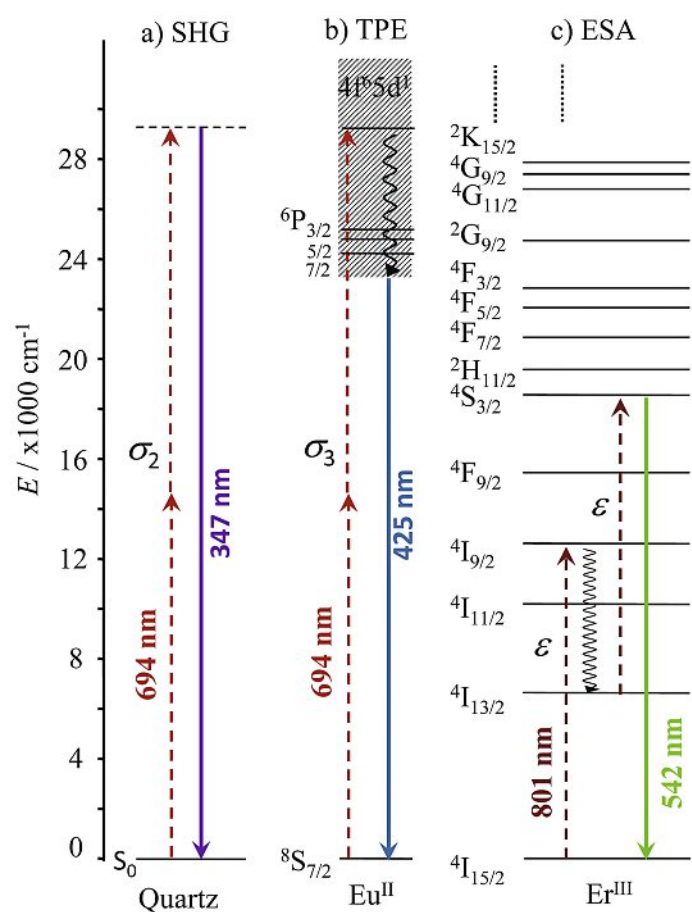 a) SHG
b) TPE
c) ESA
E / x1000 cm⁻¹
28
24
20
16
12
8
4
0
S₀
σ₂
694 nm
347 nm
Quartz
4f⁶5d¹
⁶P₃/₂
5/2
7/2
σ₃
694 nm
425 nm
⁸S₇/₂
Euᴵᴵ
²K₁₅/₂
⁴G₉/₂
⁴G₁₁/₂
²G₉/₂
⁴F₃/₂
⁴F₅/₂
⁴F₇/₂
²H₁₁/₂
⁴S₃/₂
⁴F₉/₂
⁴I₉/₂
⁴I₁₁/₂
⁴I₁₃/₂
⁴I₁₅/₂
ε
ε
801 nm
542 nm
Erᴵᴵᴵ